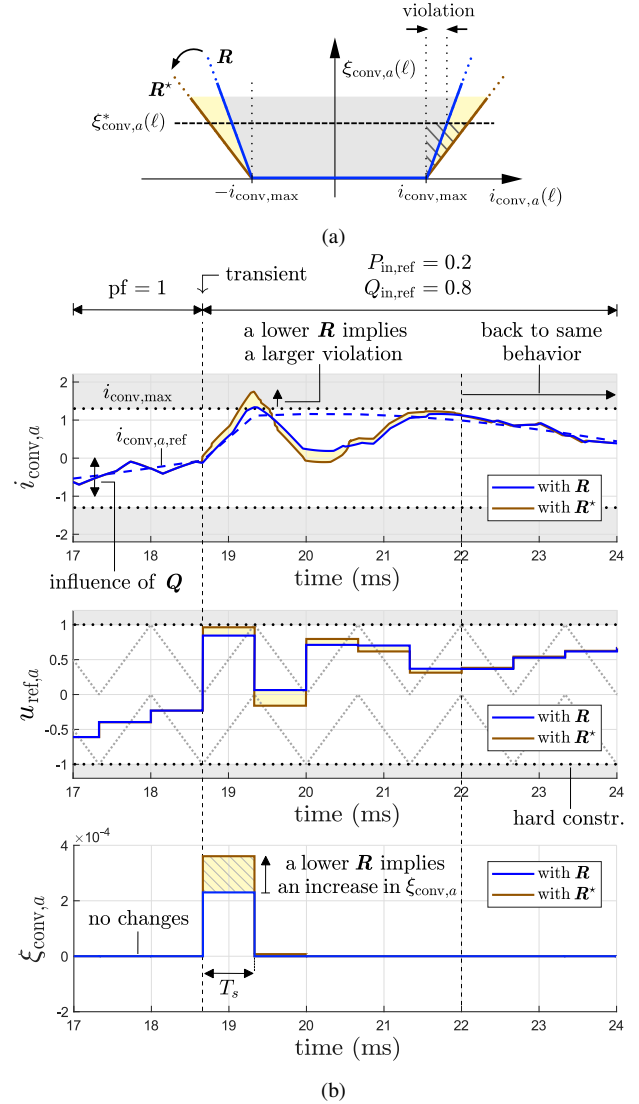 violation
R
R⋆
ξconv,a(ℓ)
ξ*conv,a(ℓ)
−iconv,max
iconv,max
iconv,a(ℓ)
(a)
pf = 1
transient
Pin,ref = 0.2
Qin,ref = 0.8
a lower R implies
a larger violation
back to same
behavior
2
1
0
-1
-2
iconv,a
iconv,max
iconv,a,ref
with R
with R⋆
17 18 19 20 21 22 23 24
influence of Q
time (ms)
1
0.5
0
-0.5
-1
uref,a
with R
with R⋆
17 18 19 20 21 22 23 24
time (ms)
hard constr.
×10-4
4
2
0
-2
ξconv,a
a lower R implies
an increase in ξconv,a
with R
with R⋆
no changes
Ts
17 18 19 20 21 22 23 24
time (ms)
(b)